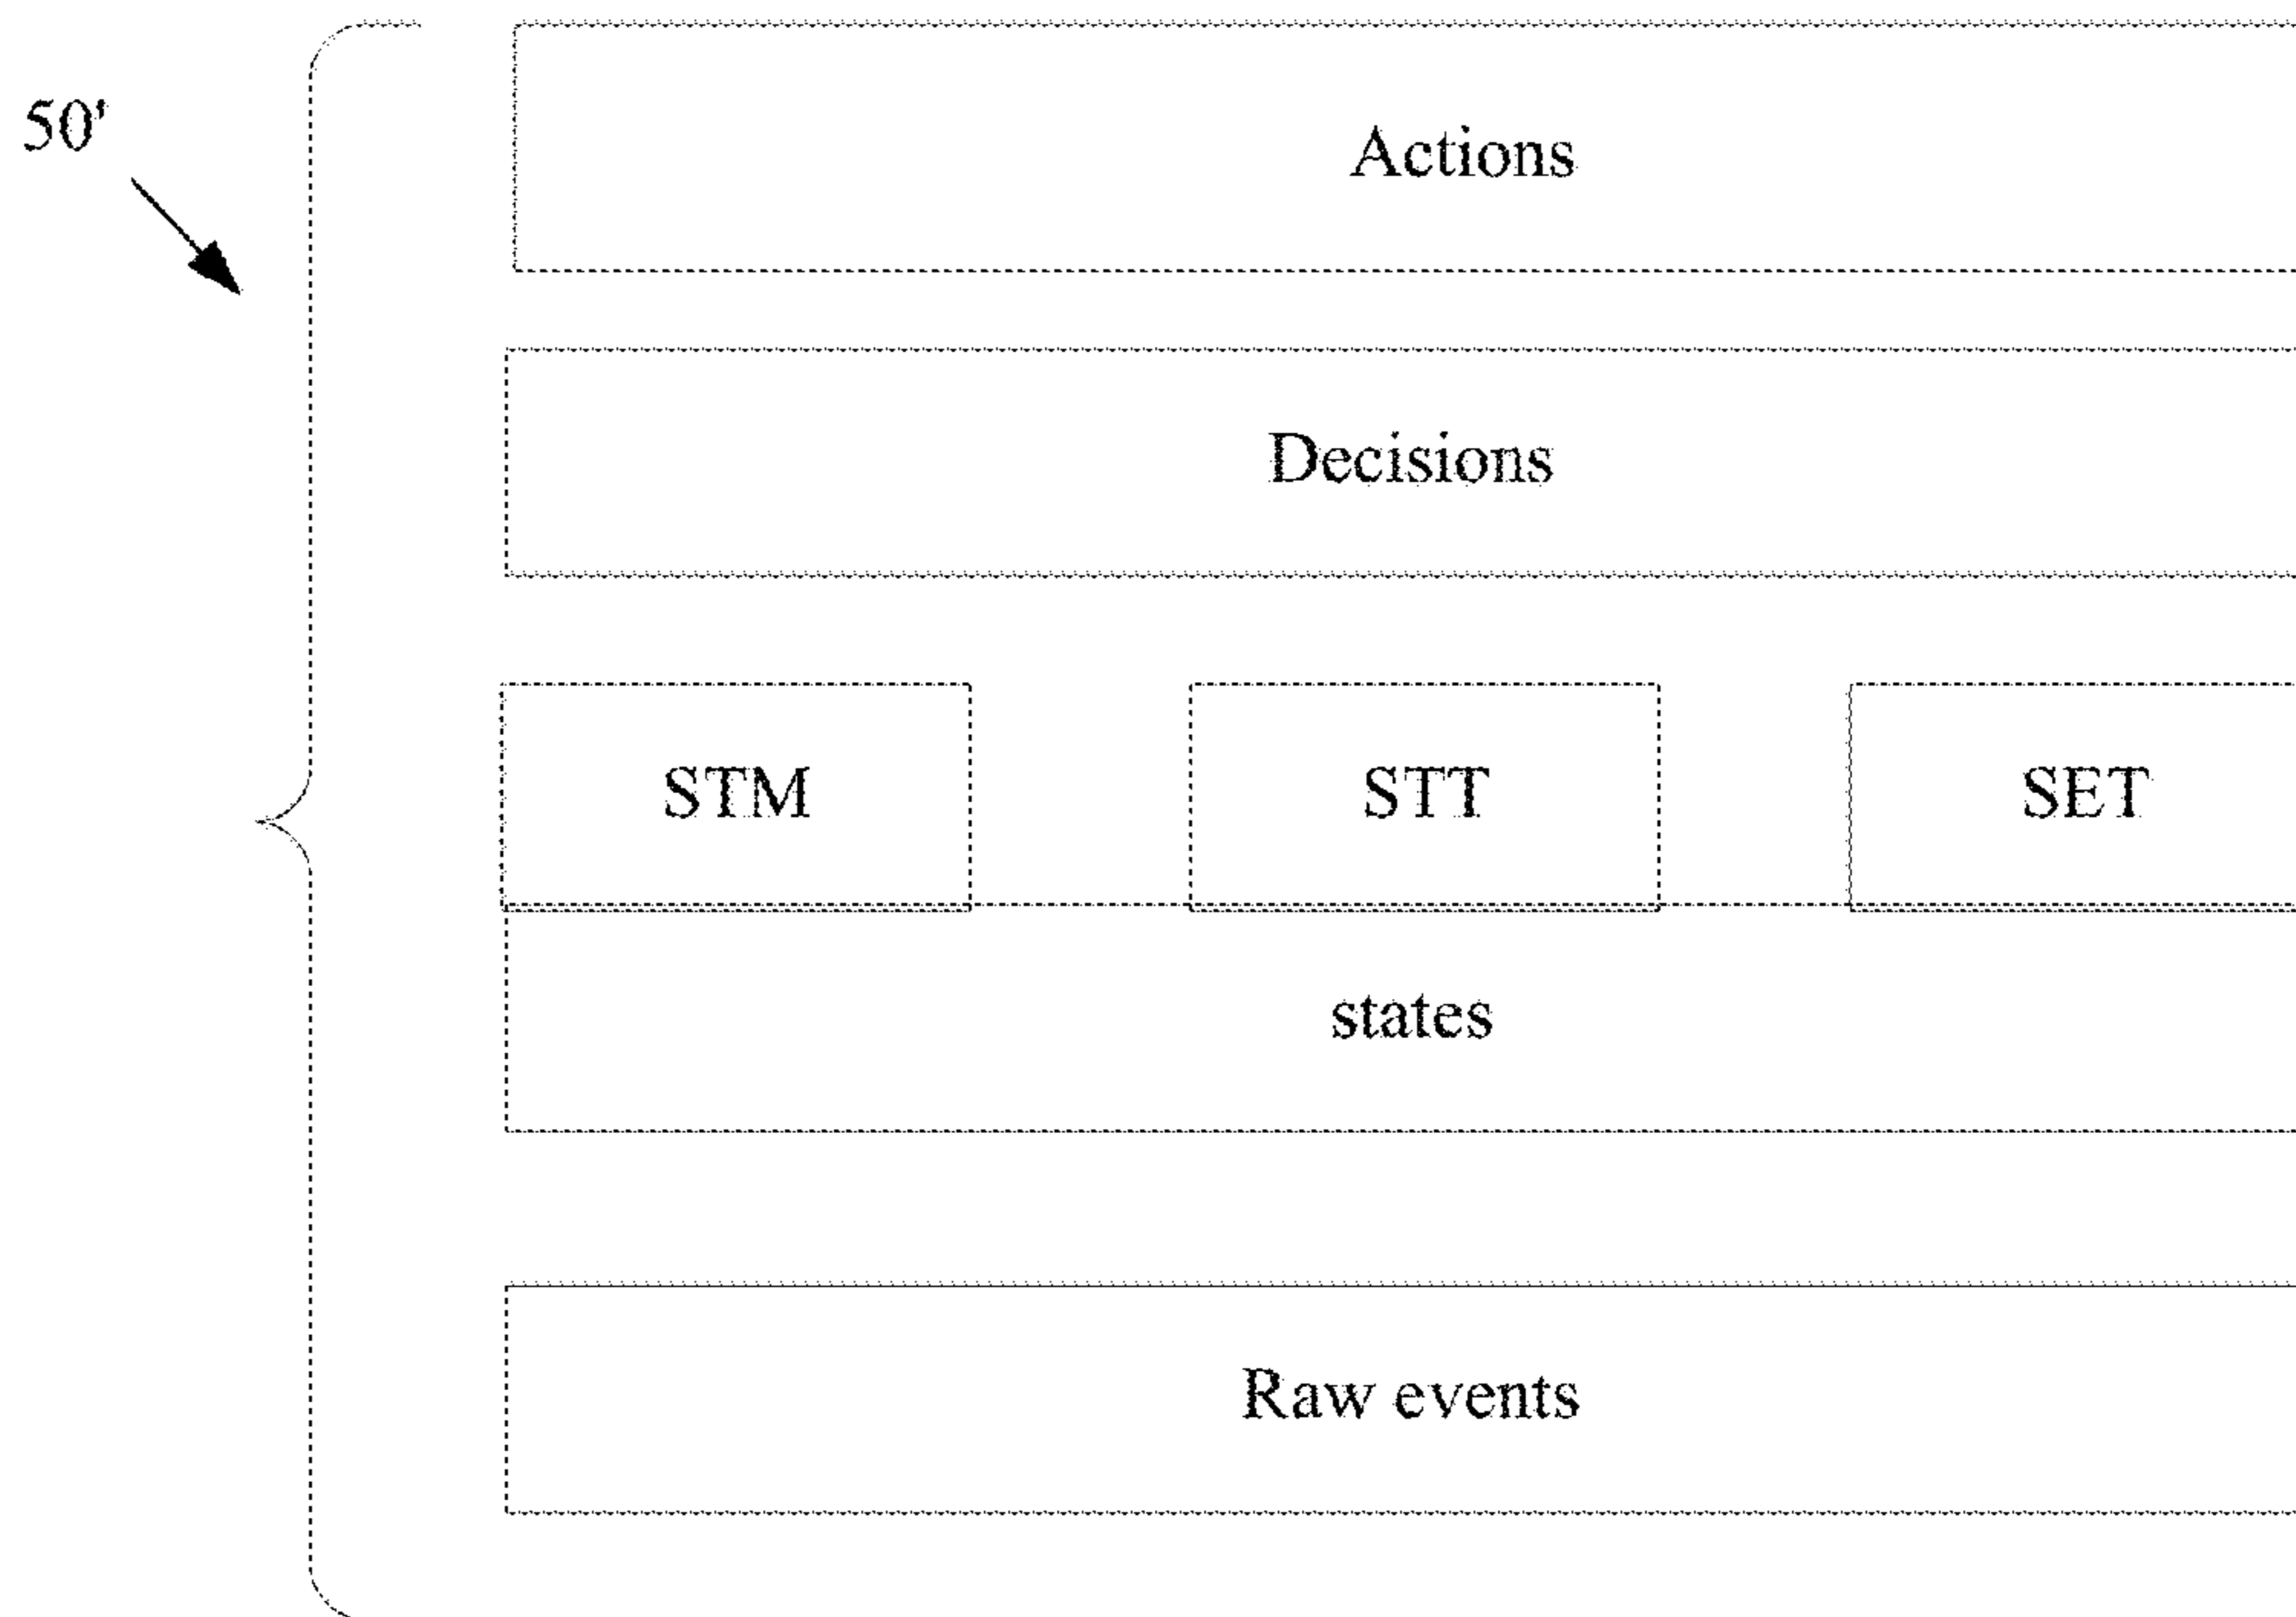 50'
Actions
Decisions
STM STT SET
states
Raw events